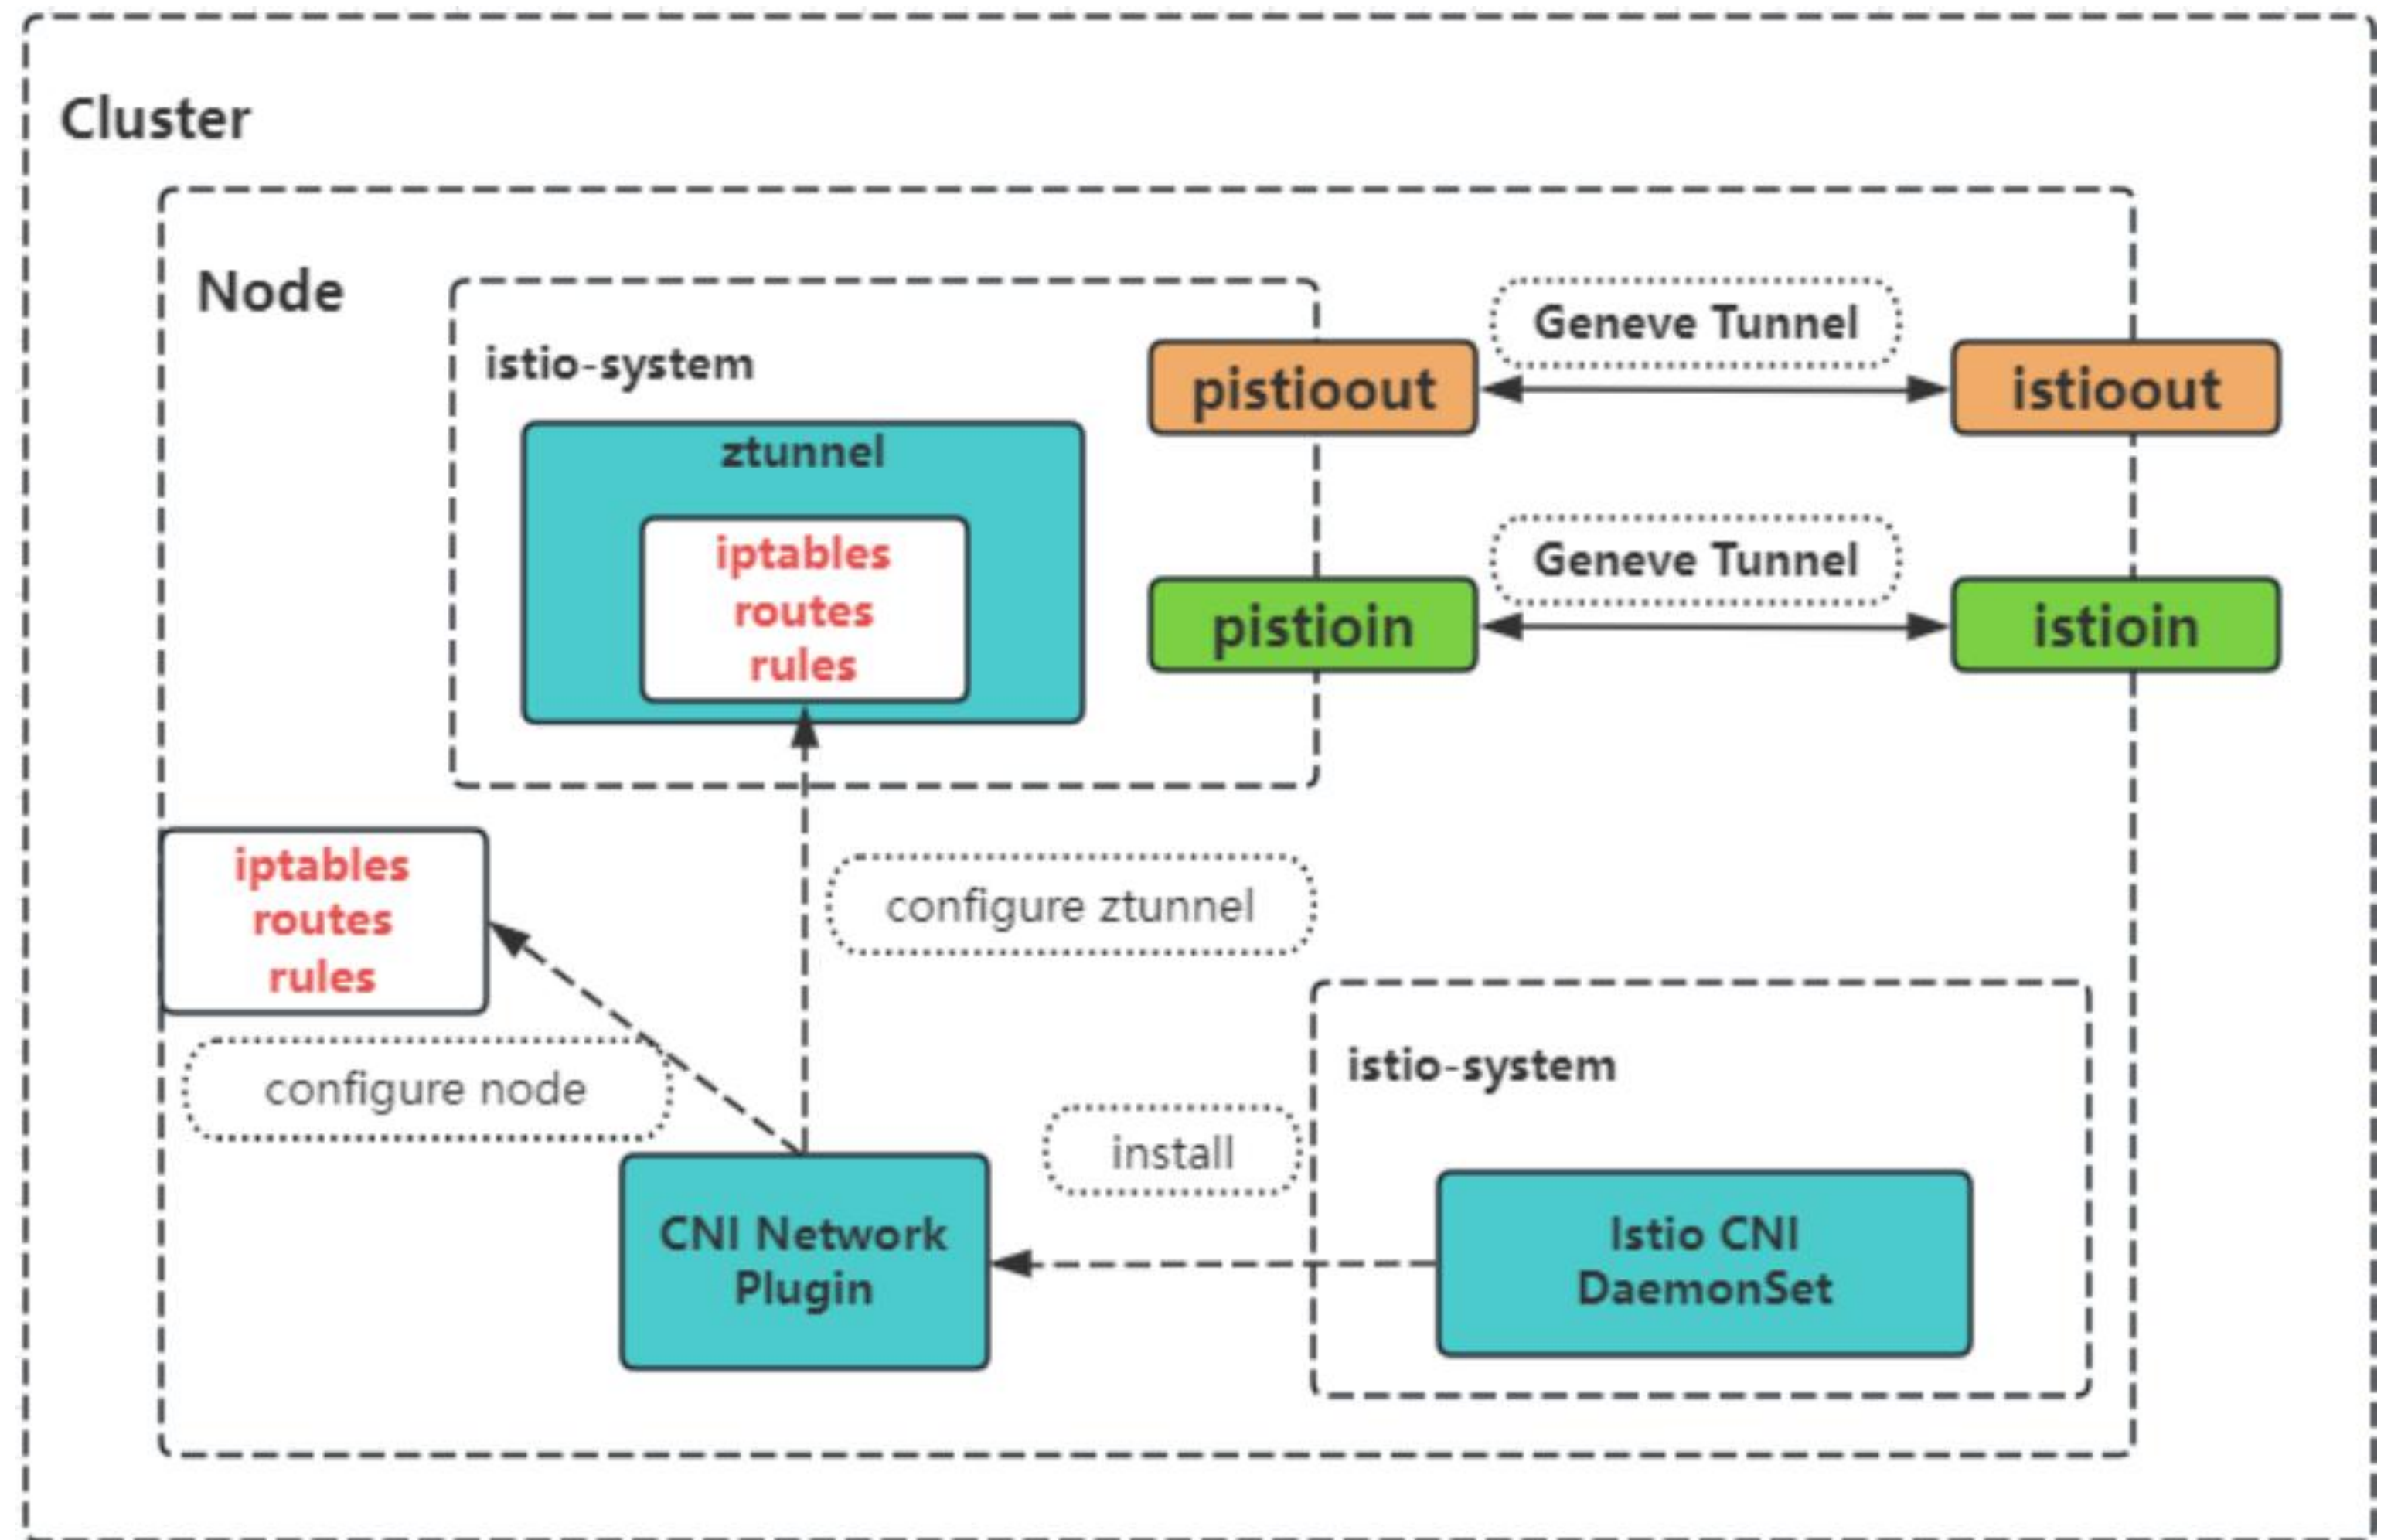 Cluster
Node
istio-system
ztunnel
iptables
routes
rules
pistioout
Geneve Tunnel
istioout
pistioin
Geneve Tunnel
istioin
iptables
routes
rules
configure ztunnel
configure node
install
istio-system
CNI Network
Plugin
Istio CNI
DaemonSet